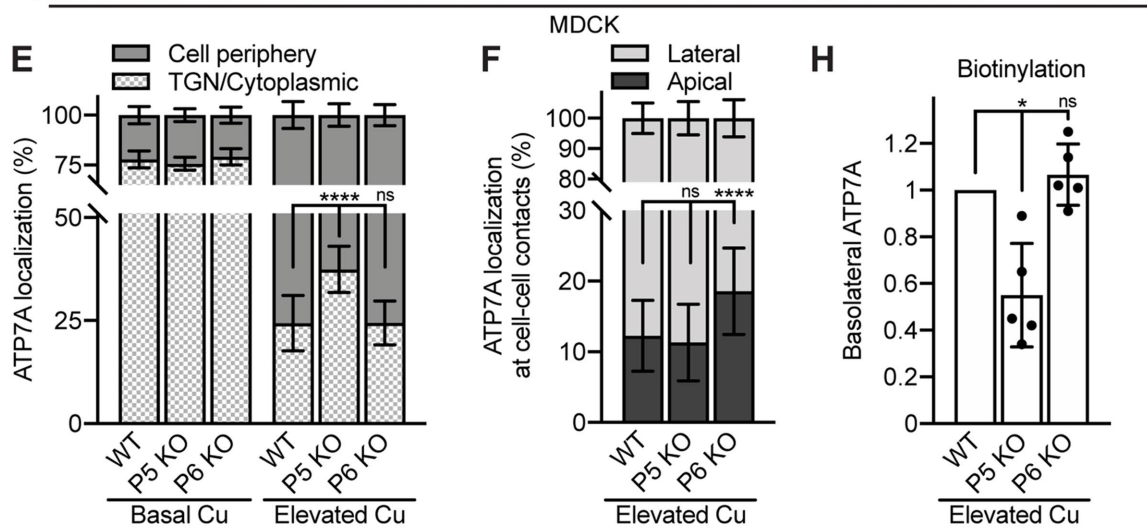 MDCK
E
Cell periphery
TGN/Cytoplasmic
ATP7A localization (%)
100
75
50
25
0
**** ns
WT
P5 KO
P6 KO
WT
P5 KO
P6 KO
Basal Cu
Elevated Cu
F
Lateral
Apical
ATP7A localization
at cell-cell contacts (%)
100
90
80
30
20
10
0
ns ****
WT
P5 KO
P6 KO
Elevated Cu
H
Biotinylation
Basolateral ATP7A
1.2
1
0.8
0.6
0.4
0.2
0
* ns
WT
P5 KO
P6 KO
Elevated Cu